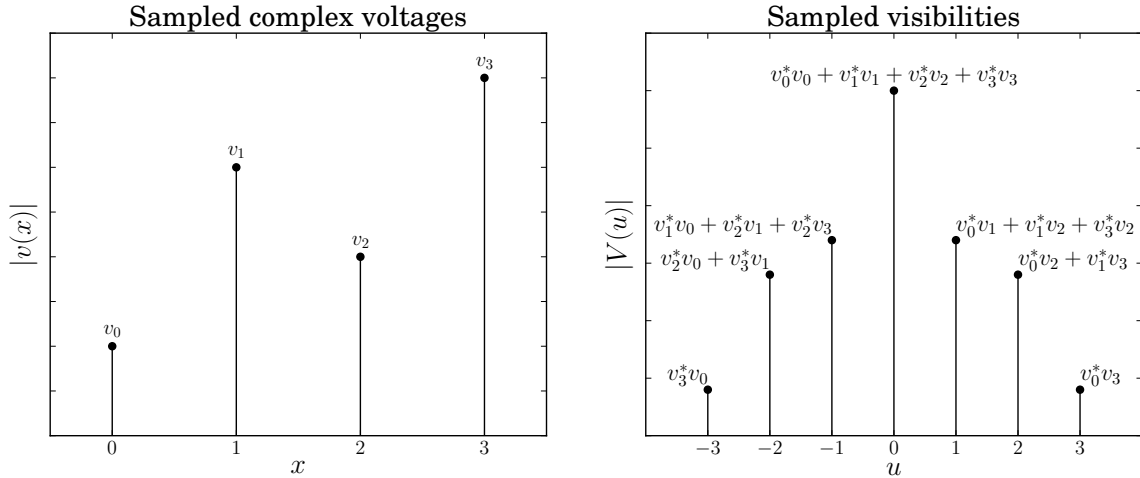 Sampled complex voltages
|v(x)|
v_3
v_1
v_2
v_0
0 1 2 3
x
Sampled visibilities
|V(u)|
v_0^*v_0 + v_1^*v_1 + v_2^*v_2 + v_3^*v_3
v_1^*v_0 + v_2^*v_1 + v_2^*v_3
v_0^*v_1 + v_1^*v_2 + v_3^*v_2
v_2^*v_0 + v_3^*v_1
v_0^*v_2 + v_1^*v_3
v_3^*v_0
v_0^*v_3
−3 −2 −1 0 1 2 3
u